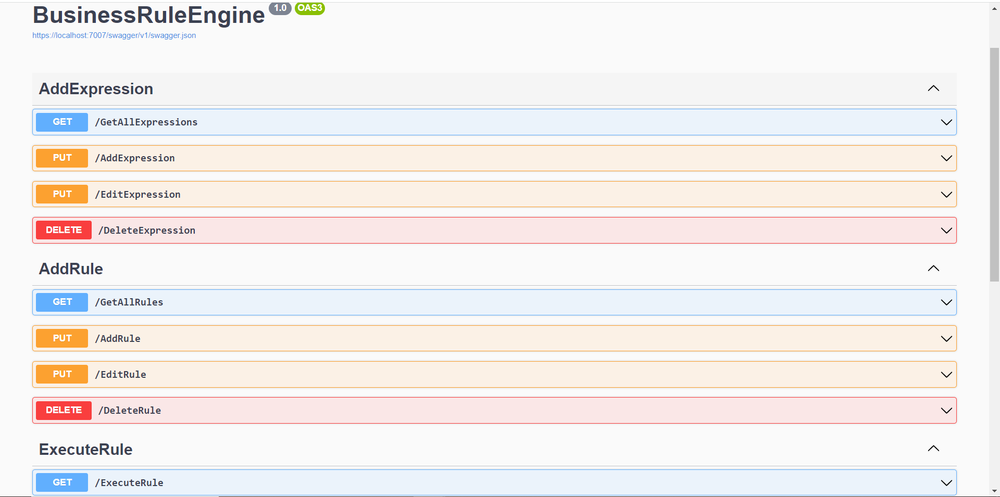 BusinessRuleEngine 1.0 OAS3
https://localhost:7007/swagger/v1/swagger.json
AddExpression
GET /GetAllExpressions
PUT /AddExpression
PUT /EditExpression
DELETE /DeleteExpression
AddRule
GET /GetAllRules
PUT /AddRule
PUT /EditRule
DELETE /DeleteRule
ExecuteRule
GET /ExecuteRule